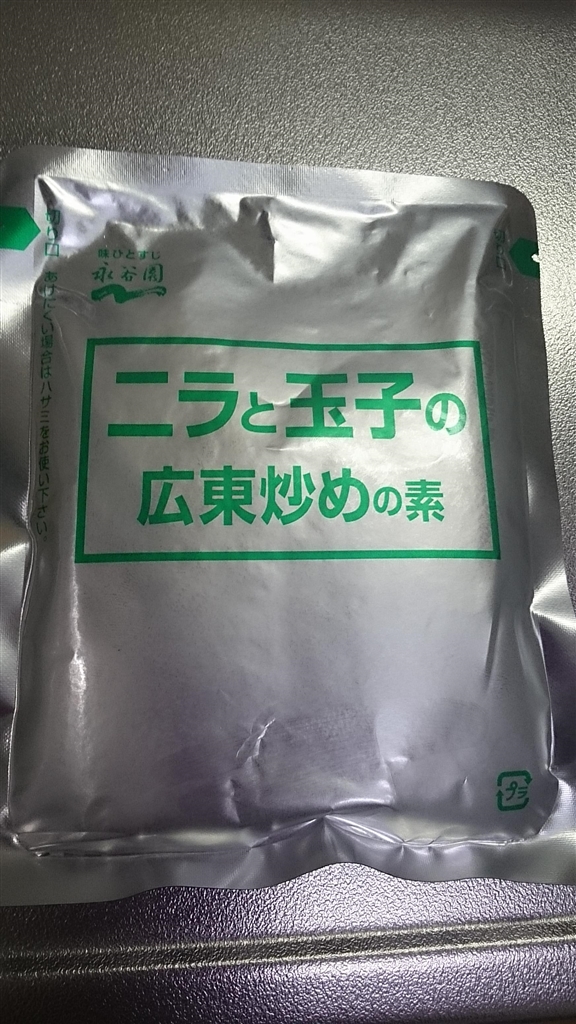 切り口
あけにくい場合はハサミをお使い下さい。
味ひとすじ
永谷園
ニラと玉子の
広東炒めの素
プラ